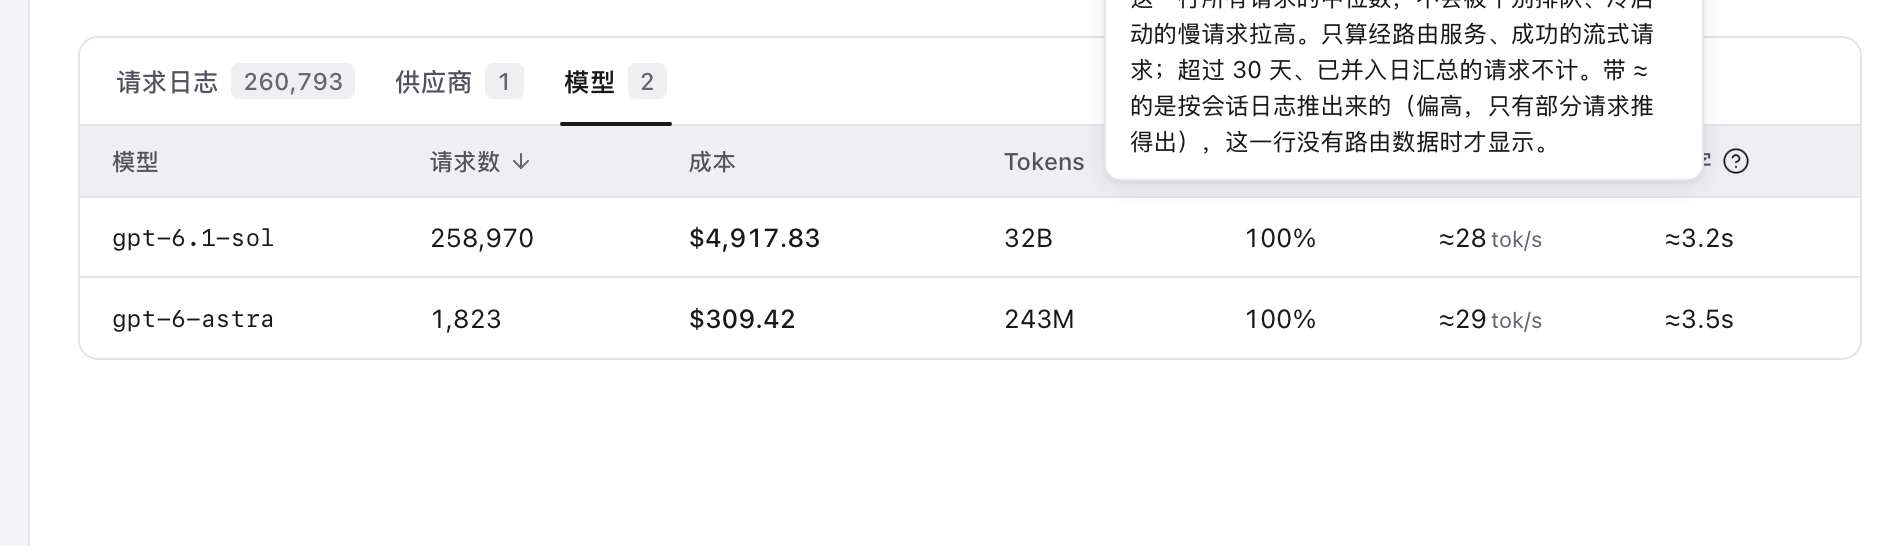 动的慢请求拉高。只算经路由服务、成功的流式请
求；超过 30 天、已并入日汇总的请求不计。带 ≈
的是按会话日志推出来的（偏高，只有部分请求推
得出），这一行没有路由数据时才显示。
请求日志 260,793 供应商 1 模型 2
模型 请求数 ↓ 成本 Tokens
gpt-6.1-sol 258,970 $4,917.83 32B 100% ≈28 tok/s ≈3.2s
gpt-6-astra 1,823 $309.42 243M 100% ≈29 tok/s ≈3.5s